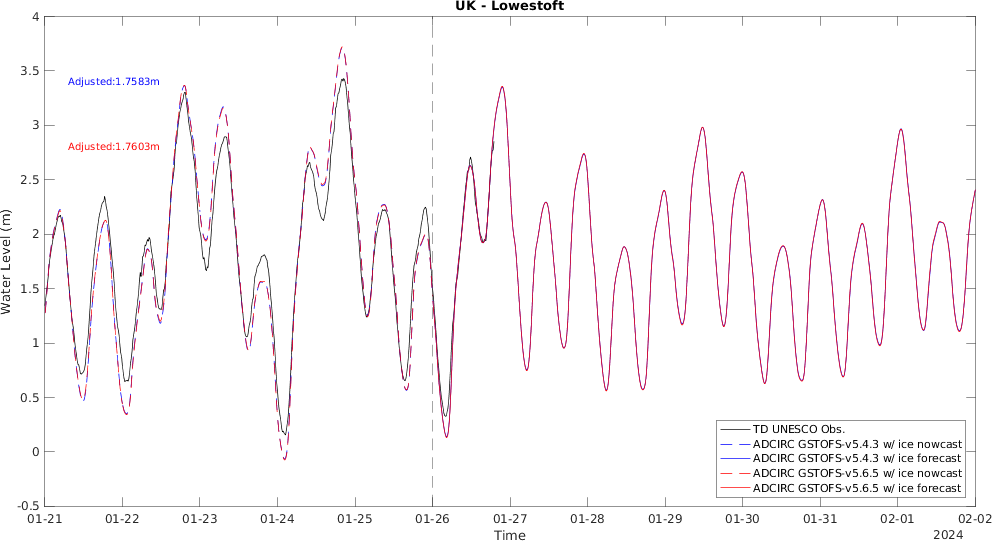 UK - Lowestoft
4
3.5
3
2.5
2
1.5
1
0.5
0
-0.5
Water Level (m)
Adjusted:1.7583m
Adjusted:1.7603m
TD UNESCO Obs.
ADCIRC GSTOFS-v5.4.3 w/ ice nowcast
ADCIRC GSTOFS-v5.4.3 w/ ice forecast
ADCIRC GSTOFS-v5.6.5 w/ ice nowcast
ADCIRC GSTOFS-v5.6.5 w/ ice forecast
01-21 01-22 01-23 01-24 01-25 01-26 01-27 01-28 01-29 01-30 01-31 02-01 02-02
Time
2024